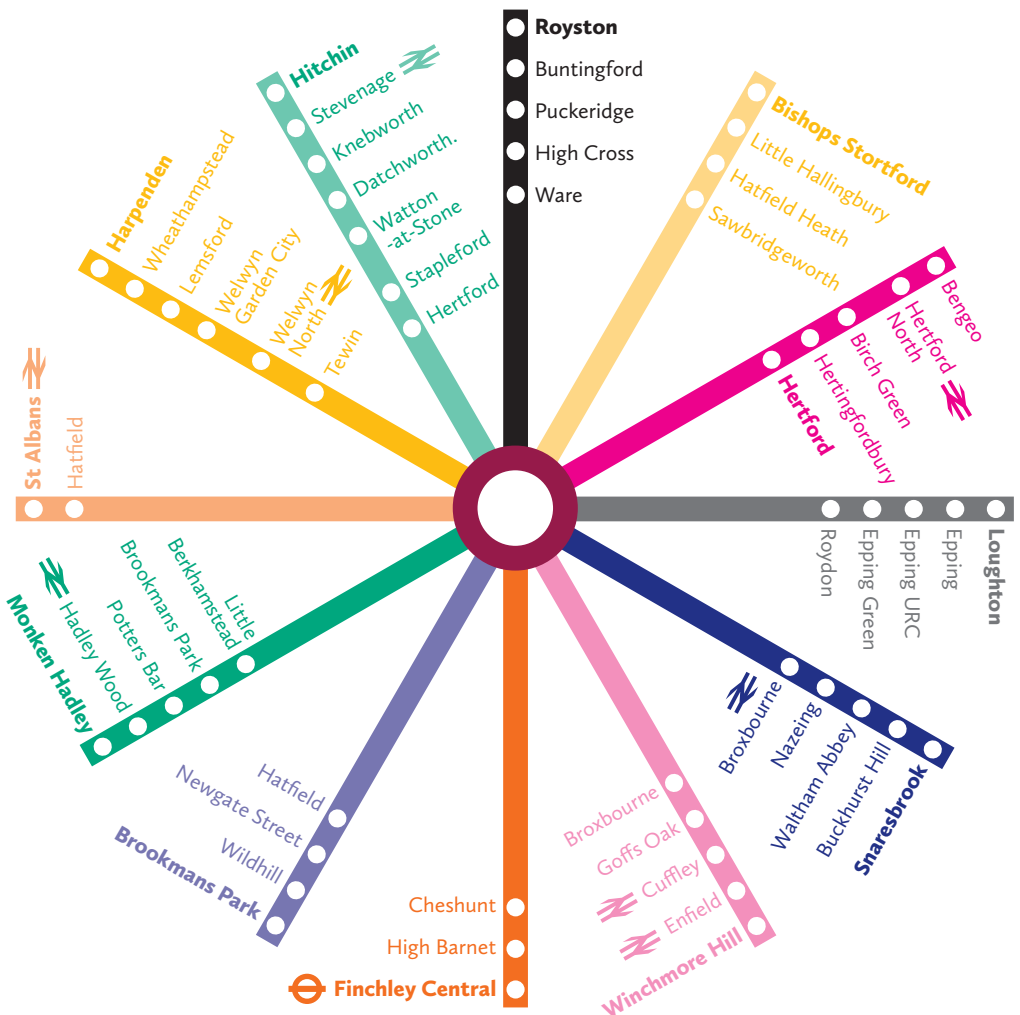 Royston
Buntingford
Puckeridge
High Cross
Ware
Bishops Stortford
Little Hallingbury
Hatfield Heath
Sawbridgeworth
Bengeo
Hertford
North
Birch Green
Hertingfordbury
Hertford
Roydon
Epping Green
Epping URC
Epping
Loughton
Broxbourne
Nazeing
Waltham Abbey
Buckhurst Hill
Snaresbrook
Broxbourne
Goffs Oak
Cuffley
Enfield
Winchmore Hill
Cheshunt
High Barnet
Finchley Central
Hatfield
Newgate Street
Wildhill
Brookmans Park
Little
Berkhamstead
Brookmans Park
Potters Bar
Hadley Wood
Monken Hadley
St Albans
Hatfield
Harpenden
Wheathampstead
Lemsford
Welwyn
Garden City
Welwyn
North
Tewin
Hitchin
Stevenage
Knebworth
Datchworth.
Watton
-at-Stone
Stapleford
Hertford